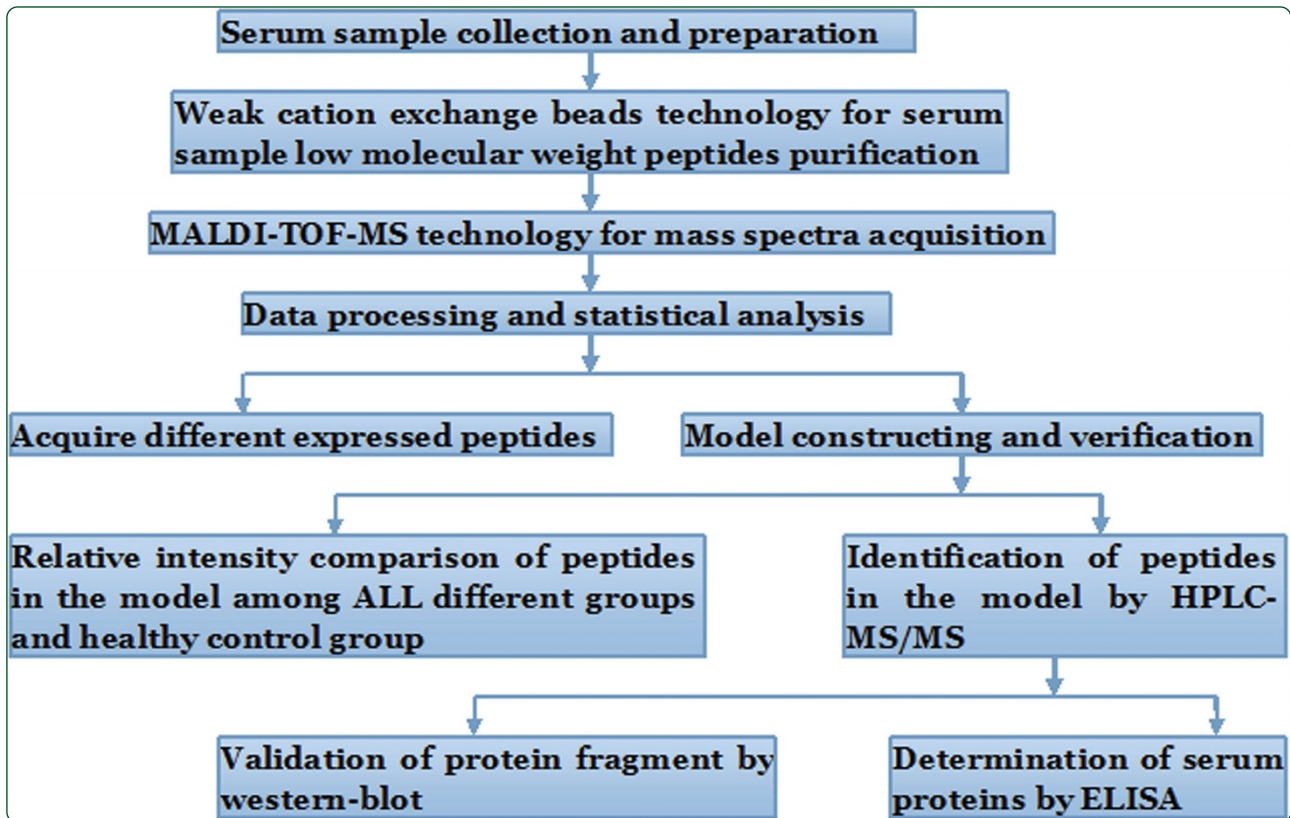 Serum sample collection and preparation
Weak cation exchange beads technology for serum
sample low molecular weight peptides purification
MALDI-TOF-MS technology for mass spectra acquisition
Data processing and statistical analysis
Acquire different expressed peptides
Model constructing and verification
Relative intensity comparison of peptides
in the model among ALL different groups
and healthy control group
Identification of peptides
in the model by HPLC-
MS/MS
Validation of protein fragment by
western-blot
Determination of serum
proteins by ELISA